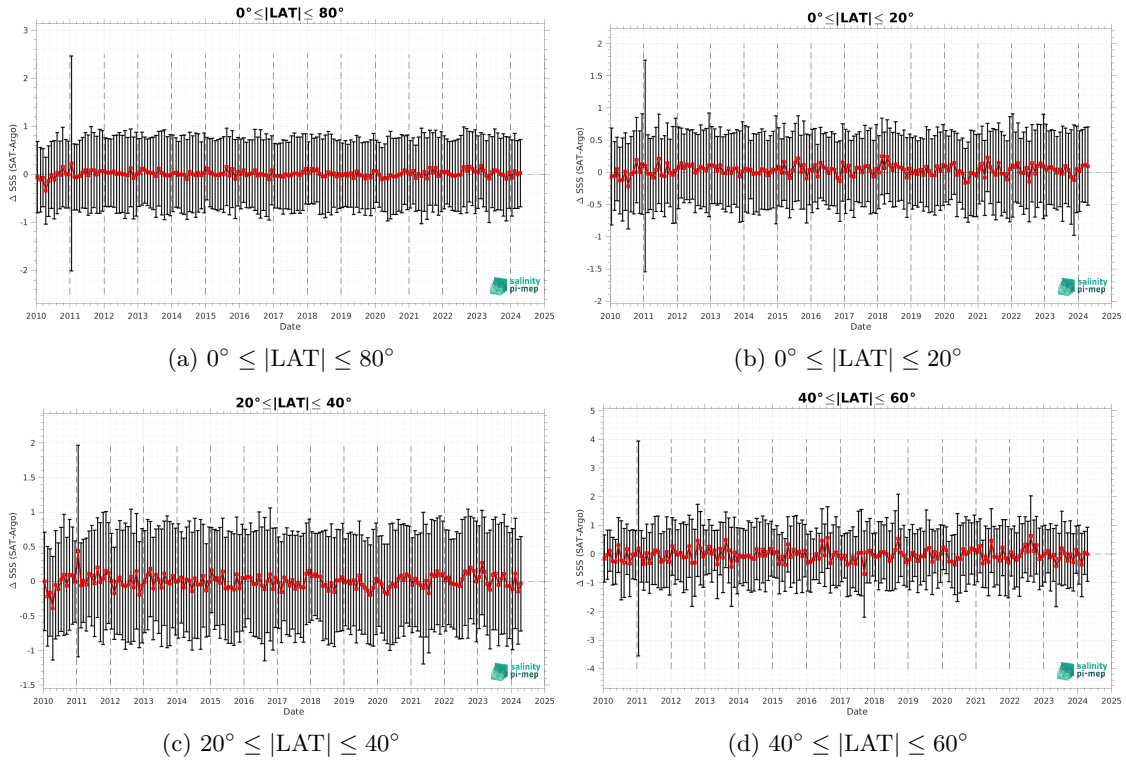 0°≤|LAT|≤ 80°
3
2
1
0
-1
-2
Δ SSS (SAT-Argo)
2010 2011 2012 2013 2014 2015 2016 2017 2018 2019 2020 2021 2022 2023 2024 2025
Date
salinity
pi-mep
(a) 0° ≤ |LAT| ≤ 80°
0°≤|LAT|≤ 20°
2
1.5
1
0.5
0
-0.5
-1
-1.5
-2
Δ SSS (SAT-Argo)
2010 2011 2012 2013 2014 2015 2016 2017 2018 2019 2020 2021 2022 2023 2024 2025
Date
salinity
pi-mep
(b) 0° ≤ |LAT| ≤ 20°
20°≤|LAT|≤ 40°
2
1.5
1
0.5
0
-0.5
-1
-1.5
Δ SSS (SAT-Argo)
2010 2011 2012 2013 2014 2015 2016 2017 2018 2019 2020 2021 2022 2023 2024 2025
Date
salinity
pi-mep
(c) 20° ≤ |LAT| ≤ 40°
40°≤|LAT|≤ 60°
5
4
3
2
1
0
-1
-2
-3
-4
Δ SSS (SAT-Argo)
2010 2011 2012 2013 2014 2015 2016 2017 2018 2019 2020 2021 2022 2023 2024 2025
Date
salinity
pi-mep
(d) 40° ≤ |LAT| ≤ 60°